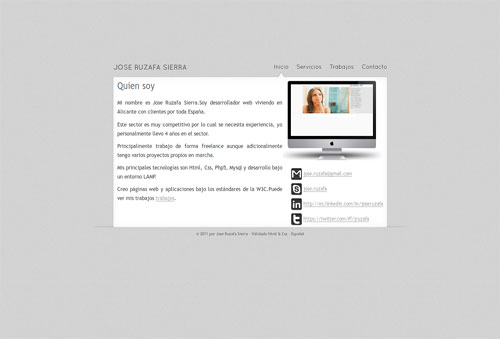 JOSE RUZAFA SIERRA
Inicio Servicios Trabajos Contacto
Quien soy
Mi nombre es Jose Ruzafa Sierra.Soy desarrollador web viviendo en
Alicante con clientes por toda España.
Este sector es muy competitivo por lo cual se necesita experiencia, yo
personalmente llevo 4 años en el sector.
Principalmente trabajo de forma freelance aunque adicionalmente
tengo varios proyectos propios en marcha.
Mis principales tecnologías son Html, Css, Php5, Mysql y desarrollo bajo
un entorno LAMP.
Creo páginas web y aplicaciones bajo los estándares de la W3C.Puede
ver mis trabajos trabajos.
jose.ruzafa@gmail.com
jose.ruzafa
http://es.linkedin.com/in/joseruzafa
© 2011 por Jose Ruzafa Sierra - Validado Html & Css - Español